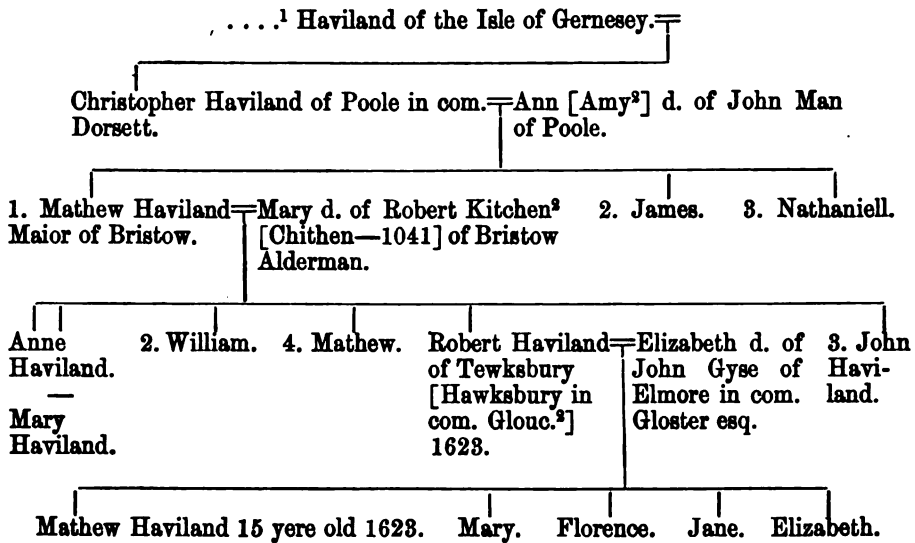 . . . .¹ Haviland of the Isle of Gernesey.
Christopher Haviland of Poole in com.
Dorsett.
Ann [Amy²] d. of John Man
of Poole.
1. Mathew Haviland
Maior of Bristow.
Mary d. of Robert Kitchen²
[Chithen—1041] of Bristow
Alderman.
2. James.
3. Nathaniell.
Anne
Haviland.
—
Mary
Haviland.
2. William.
4. Mathew.
Robert Haviland
of Tewksbury
[Hawksbury in
com. Glouc.²]
1623.
Elizabeth d. of
John Gyse of
Elmore in com.
Gloster esq.
3. John
Havi-
land.
Mathew Haviland 15 yere old 1623.
Mary.
Florence.
Jane.
Elizabeth.